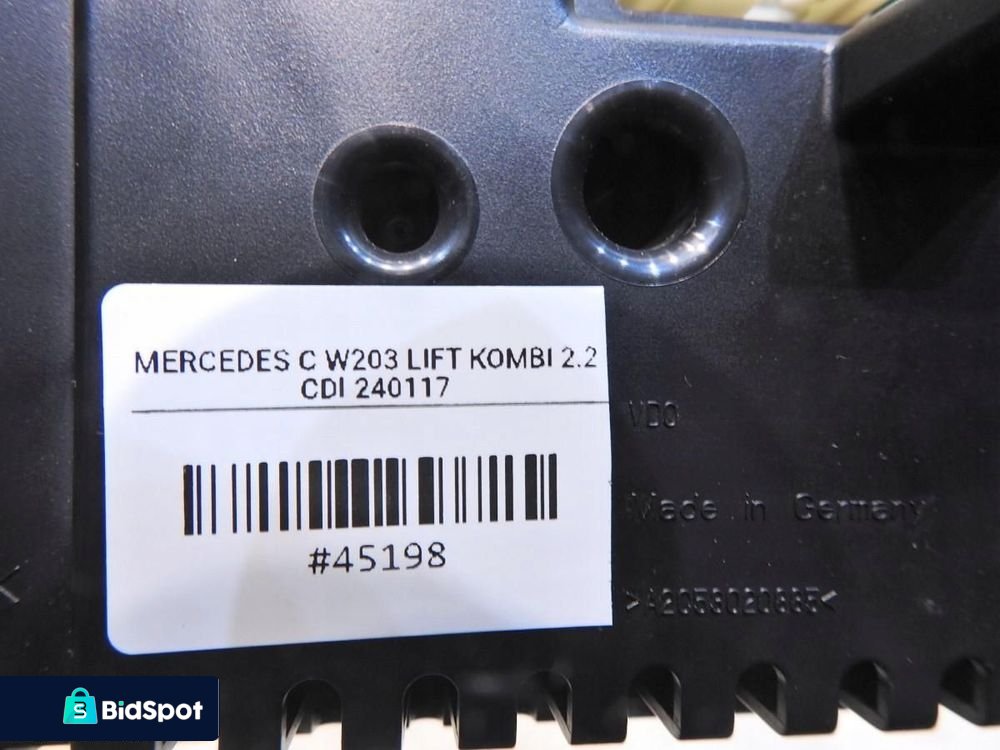 MERCEDES C W203 LIFT KOMBI 2.2
CDI 240117
#45198
VDO
Made in Germany
BidSpot